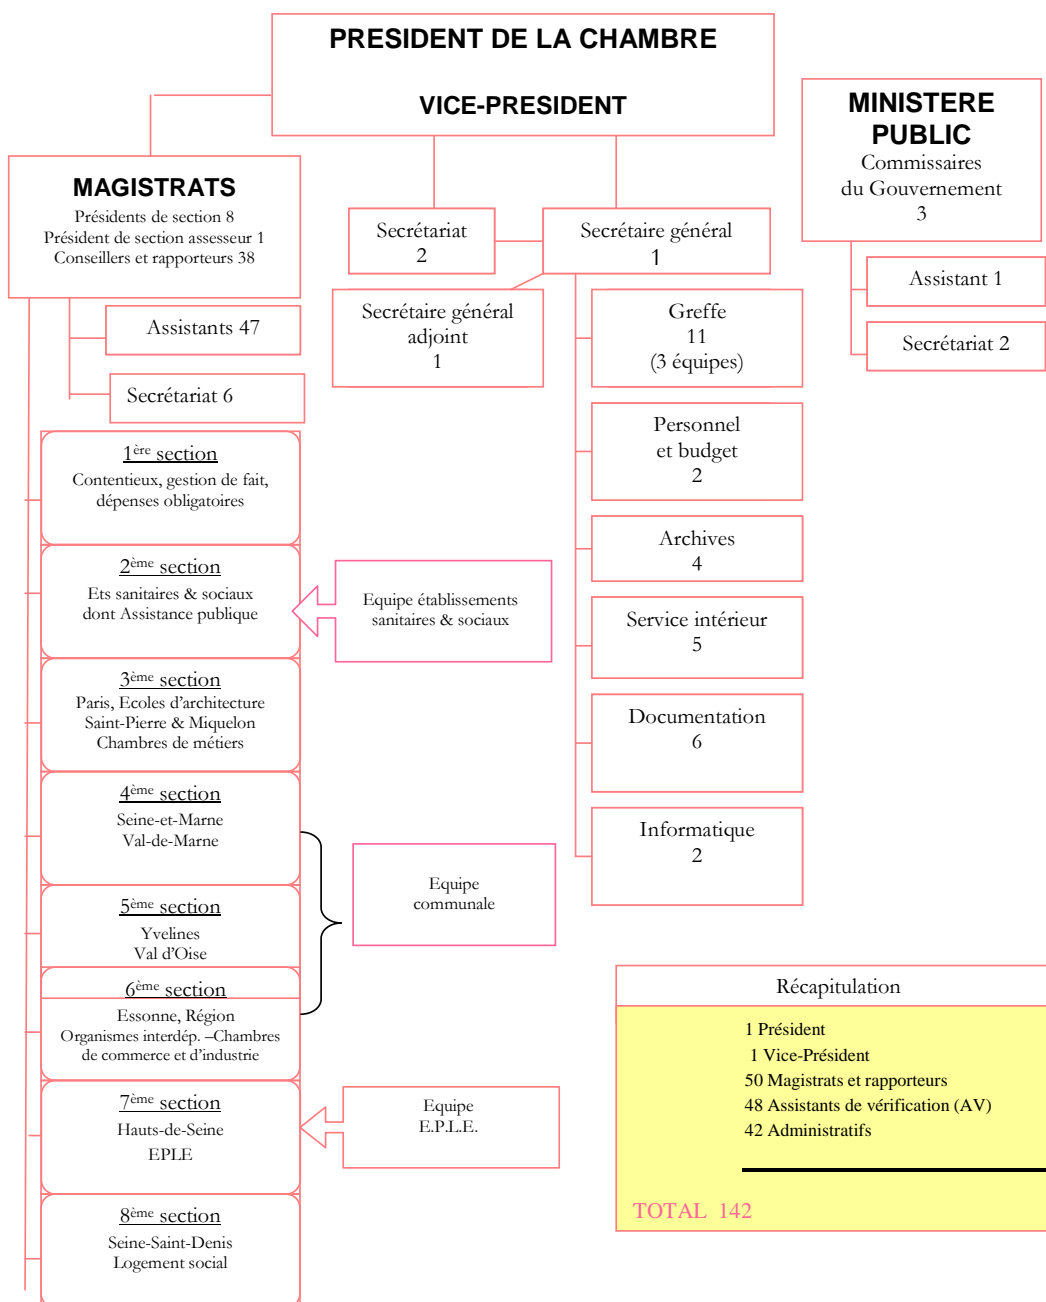 PRESIDENT DE LA CHAMBRE
VICE-PRESIDENT
MINISTERE
PUBLIC
Commissaires
du Gouvernement
3
MAGISTRATS
Présidents de section 8
Président de section assesseur 1
Conseillers et rapporteurs 38
Secrétariat
2
Secrétaire général
1
Assistant 1
Secrétariat 2
Assistants 47
Secrétariat 6
Secrétaire général
adjoint
1
Greffe
11
(3 équipes)
Personnel
et budget
2
Archives
4
Service intérieur
5
Documentation
6
Informatique
2
1ère section
Contentieux, gestion de fait,
dépenses obligatoires
2ème section
Ets sanitaires & sociaux
dont Assistance publique
Equipe établissements
sanitaires & sociaux
3ème section
Paris, Ecoles d'architecture
Saint-Pierre & Miquelon
Chambres de métiers
4ème section
Seine-et-Marne
Val-de-Marne
5ème section
Yvelines
Val d'Oise
6ème section
Essonne, Région
Organismes interdép. –Chambres
de commerce et d'industrie
Equipe
communale
7ème section
Hauts-de-Seine
EPLE
Equipe
E.P.L.E.
8ème section
Seine-Saint-Denis
Logement social
Récapitulation
1 Président
1 Vice-Président
50 Magistrats et rapporteurs
48 Assistants de vérification (AV)
42 Administratifs
TOTAL 142